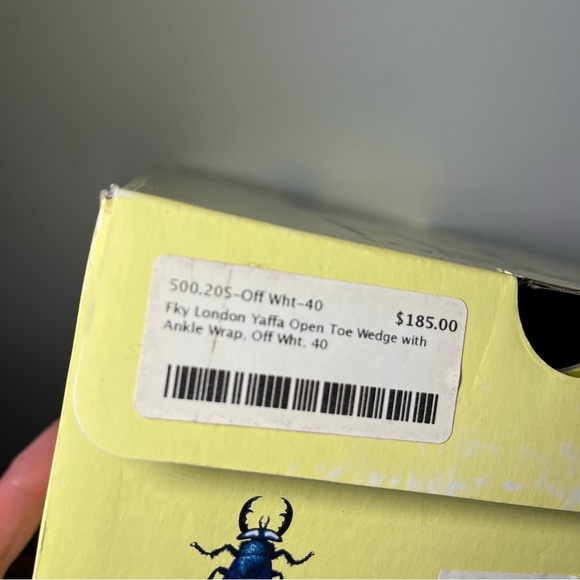 500.205-Off Wht-40
$185.00
Fky London Yaffa Open Toe Wedge with
Ankle Wrap, Off Wht, 40